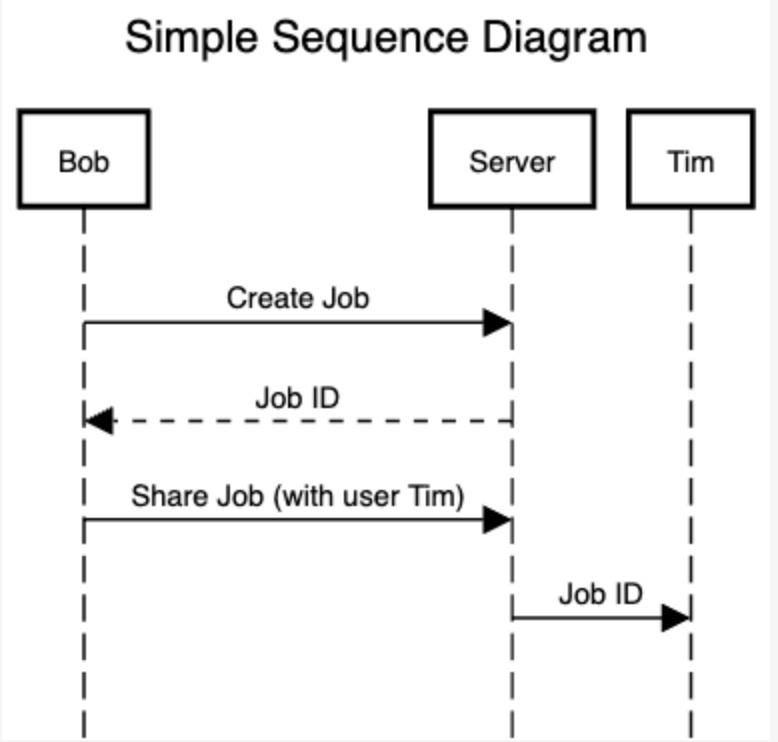 Simple Sequence Diagram
Bob
Server
Tim
Create Job
Job ID
Share Job (with user Tim)
Job ID